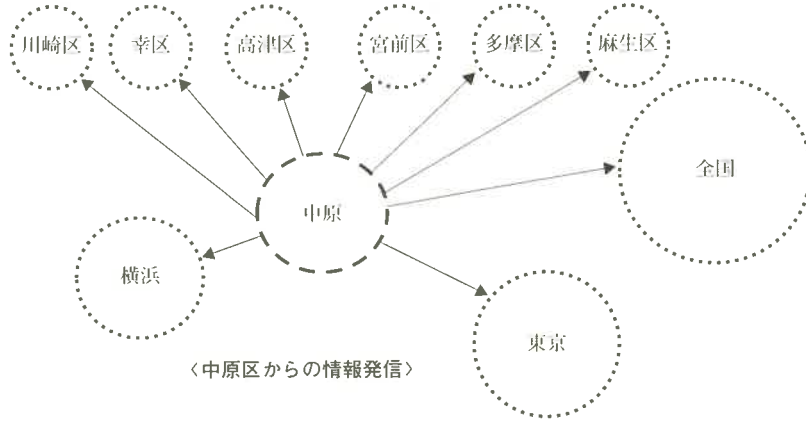 川崎区
幸区
高津区
宮前区
多摩区
麻生区
全国
中原
横浜
東京
〈中原区からの情報発信〉